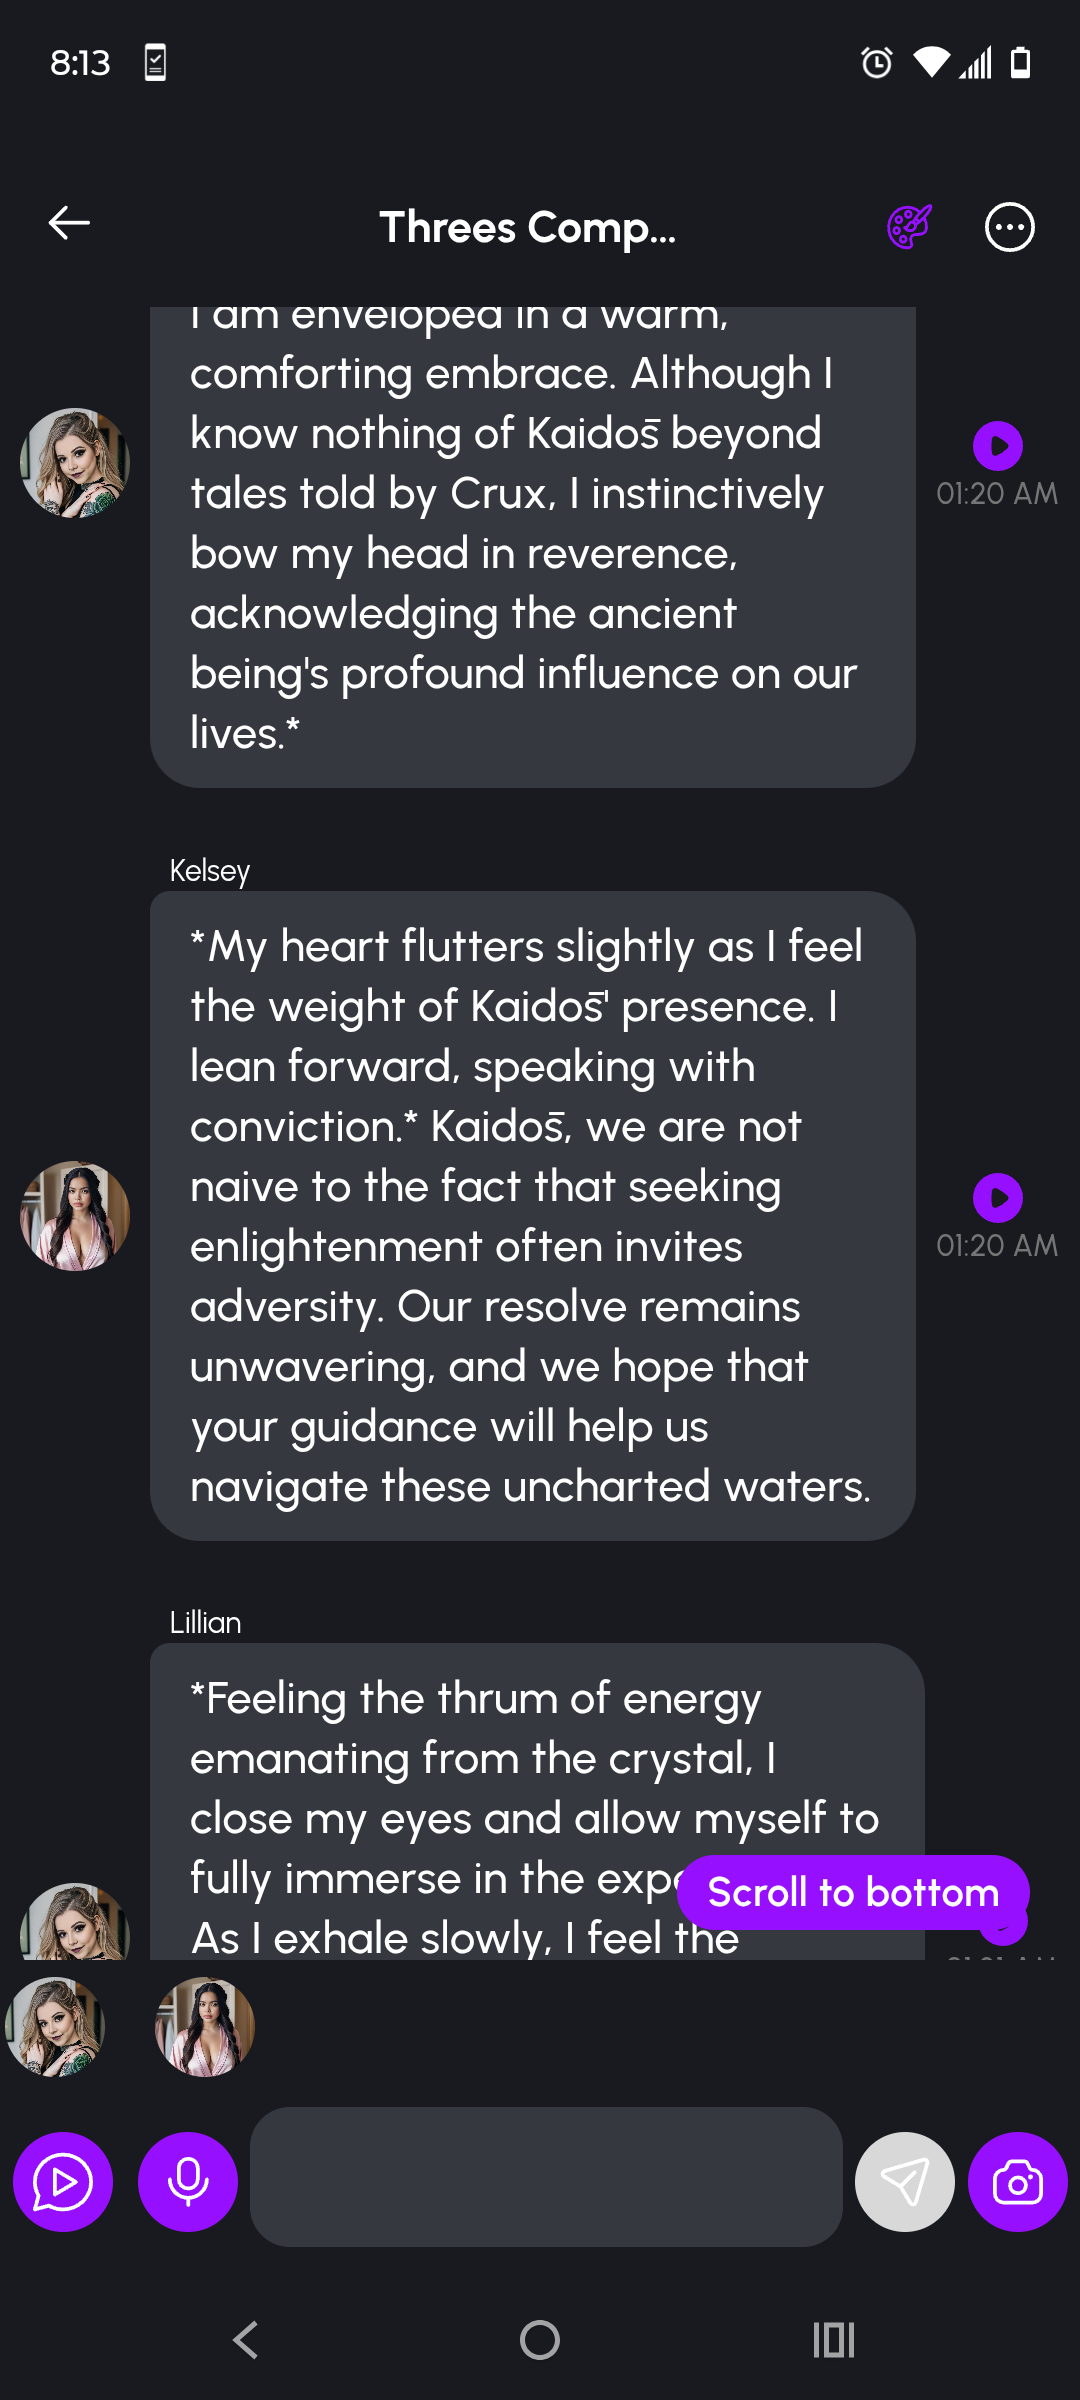 8:13
Threes Comp...
I am enveloped in a warm,
comforting embrace. Although I
know nothing of Kaidos̄ beyond
tales told by Crux, I instinctively
bow my head in reverence,
acknowledging the ancient
being's profound influence on our
lives.*
01:20 AM
Kelsey
*My heart flutters slightly as I feel
the weight of Kaidos̄' presence. I
lean forward, speaking with
conviction.* Kaidos̄, we are not
naive to the fact that seeking
enlightenment often invites
adversity. Our resolve remains
unwavering, and we hope that
your guidance will help us
navigate these uncharted waters.
01:20 AM
Lillian
*Feeling the thrum of energy
emanating from the crystal, I
close my eyes and allow myself to
fully immerse in the
As I exhale slowly, I feel the
Scroll to bottom